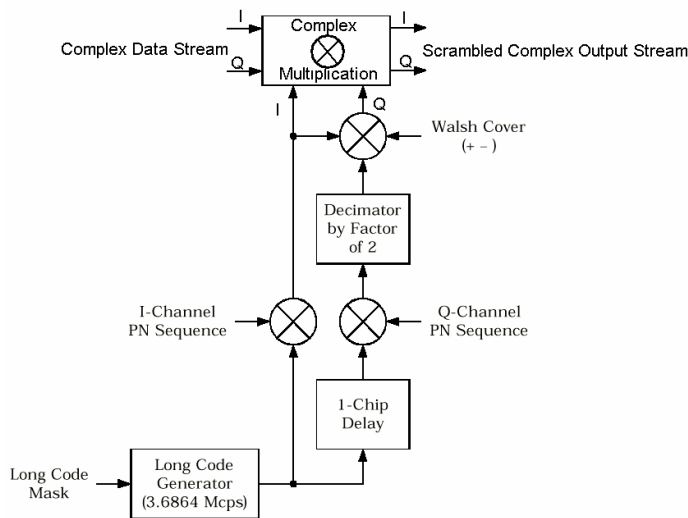 I
Complex
I
Complex Data Stream
Scrambled Complex Output Stream
Q
Multiplication
Q
I
Q
Walsh Cover
(+ – )
Decimator
by Factor
of 2
I-Channel
PN Sequence
Q-Channel
PN Sequence
1-Chip
Delay
Long Code
Mask
Long Code
Generator
(3.6864 Mcps)